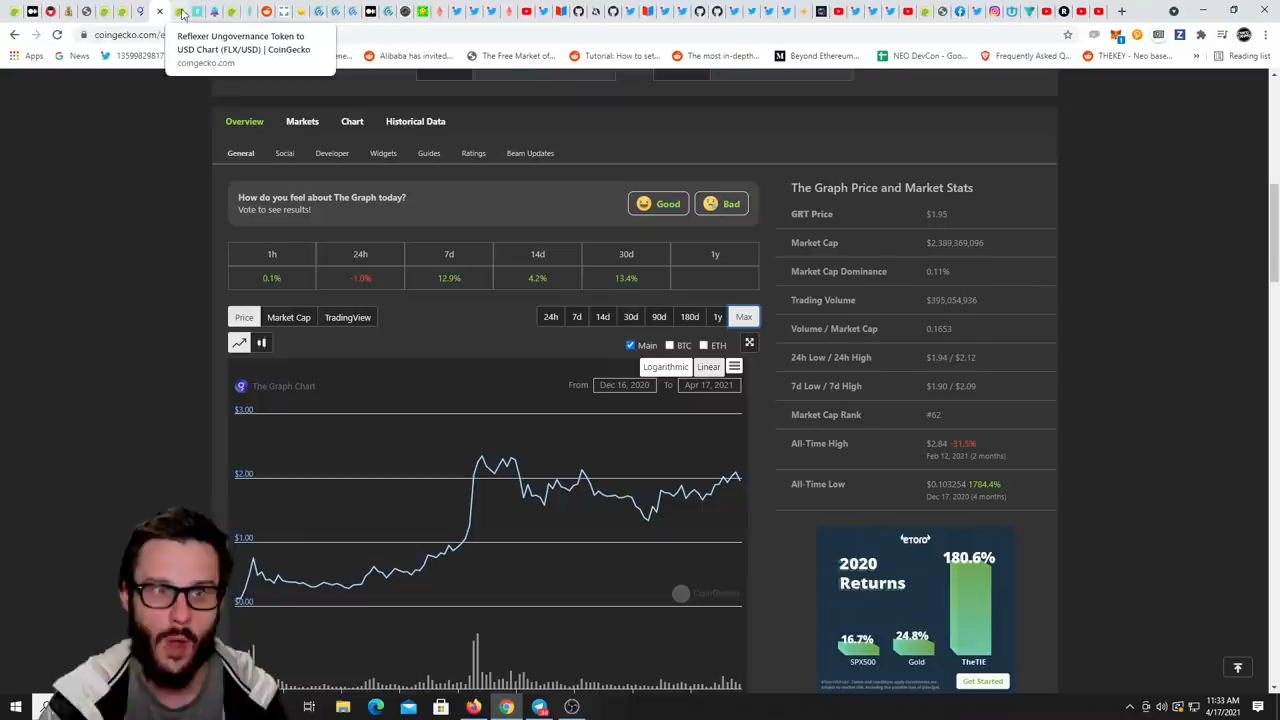 Reflexer Ungovernance Token to
USD Chart (FLX/USD) | CoinGecko
coingecko.com
coingecko.com/e
Apps
News
13599829817
Alibaba Frustrated...
Tutorial: How to set...
The Free Market of...
The most in-depth...
Beyond Ethereum...
NEO DevCon - Goo...
Frequently Asked Q...
THEKEY - Neo base...
Reading list
Overview
Markets
Chart
Historical Data
General
Social
Developer
Widgets
Guides
Ratings
Beam Updates
How do you feel about The Graph today?
Vote to see results!
Good
Bad
1h 24h 7d 14d 30d 1y
0.1% -1.0% 12.9% 4.2% 13.4%
Price Market Cap TradingView
24h 7d 14d 30d 90d 180d 1y Max
Main BTC ETH
Logarithmic Linear
The Graph Chart
From Dec 16, 2020 To Apr 17, 2021
$3.00
$2.00
$1.00
$0.00
CoinGecko
The Graph Price and Market Stats
GRT Price $1.95
Market Cap $2,389,369,096
Market Cap Dominance 0.11%
Trading Volume $395,054,936
Volume / Market Cap 0.1653
24h Low / 24h High $1.94 / $2.12
7d Low / 7d High $1.90 / $2.09
Market Cap Rank #62
All-Time High $2.84 -31.5%
Feb 12, 2021 (2 months)
All-Time Low $0.103254 1784.4%
Dec 17, 2020 (4 months)
eToro
2020
Returns
180.6%
16.7%
24.8%
SPX500 Gold TheTIE
Get Started
11:33 AM
4/17/2021